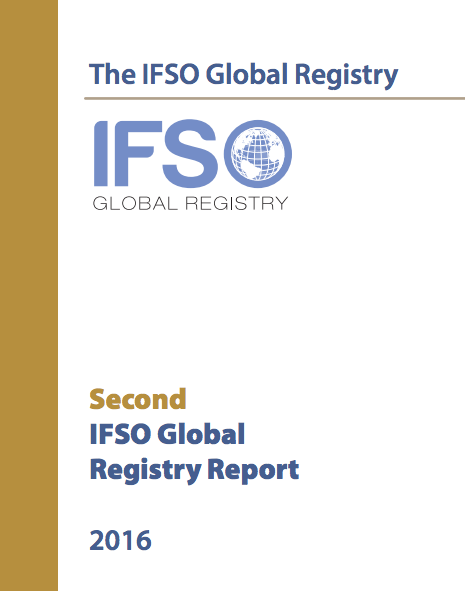 The IFSO Global Registry
IFSO
GLOBAL REGISTRY
Second
IFSO Global
Registry Report
2016